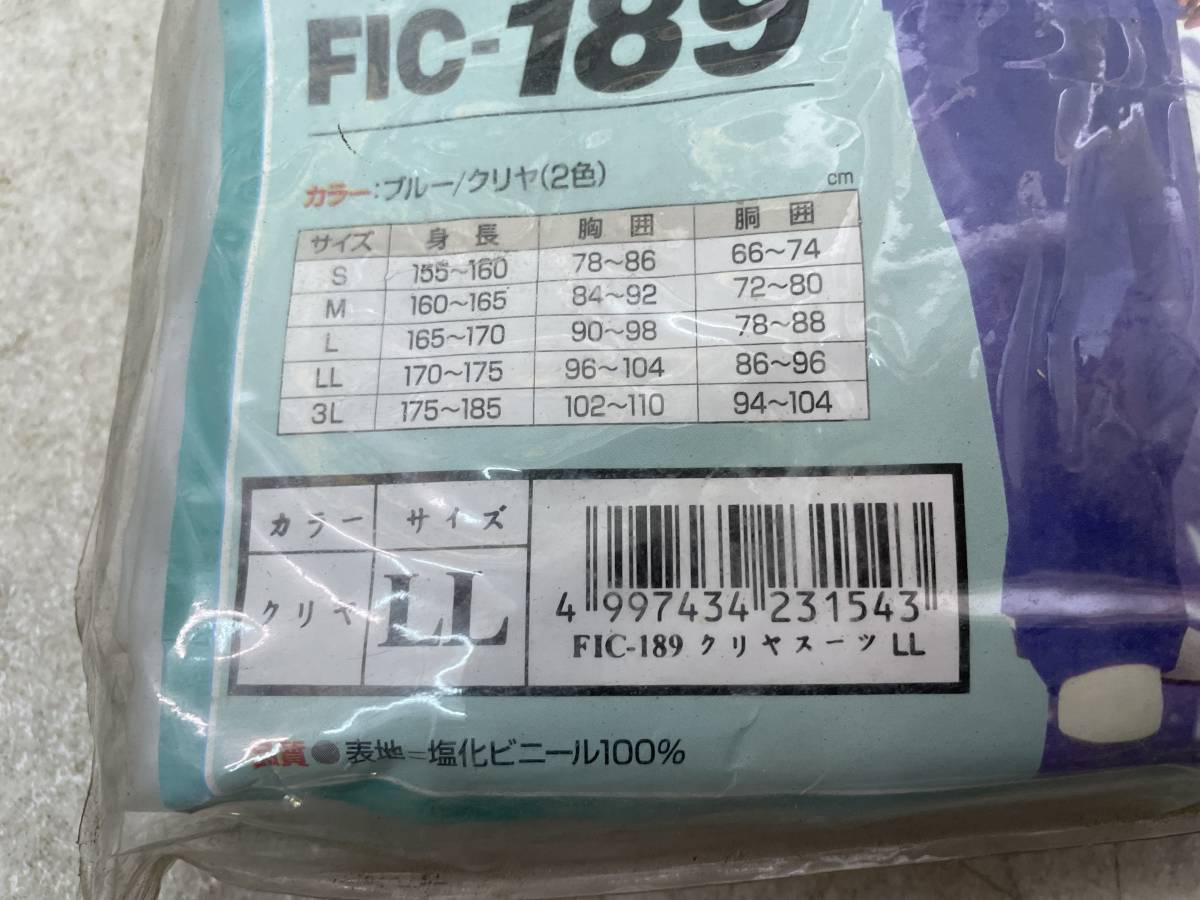 FIC-189
カラー:ブルー/クリヤ(2色)
cm
サイズ 身長 胸囲 胴囲
S 155～160 78～86 66～74
M 160～165 84～92 72～80
L 165～170 90～98 78～88
LL 170～175 96～104 86～96
3L 175～185 102～110 94～104
カラー サイズ
クリヤ LL
4 997434 231543
FIC-189 クリヤスーツ LL
品質●表地=塩化ビニール100%